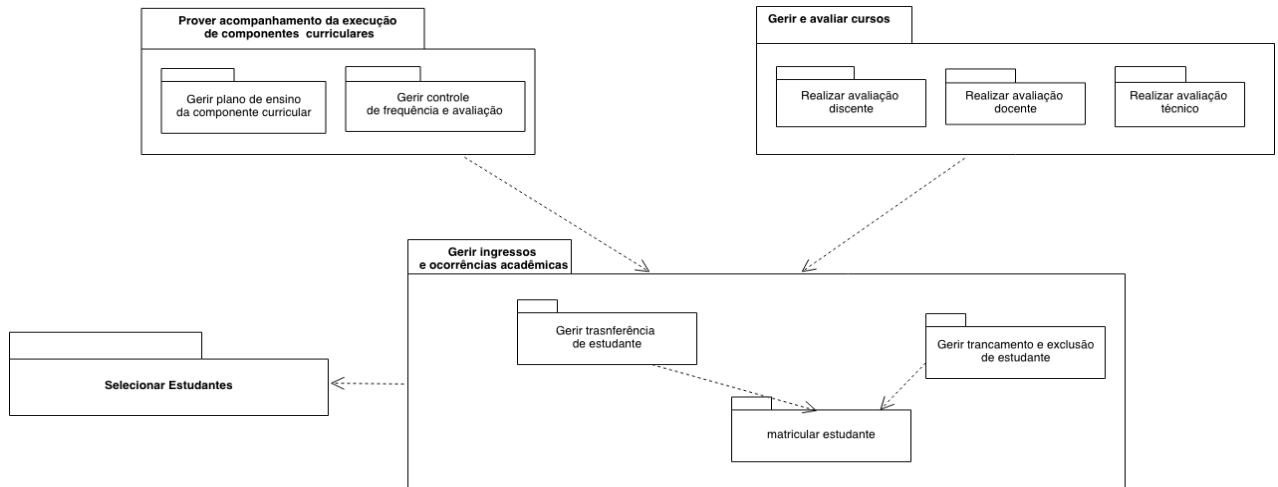 Prover acompanhamento da execução
de componentes curriculares
Gerir plano de ensino
da componente curricular
Gerir controle
de frequência e avaliação
Gerir e avaliar cursos
Realizar avaliação
discente
Realizar avaliação
docente
Realizar avaliação
técnico
Gerir ingressos
e ocorrências acadêmicas
Gerir trasnferência
de estudante
Gerir trancamento e exclusão
de estudante
Selecionar Estudantes
matricular estudante